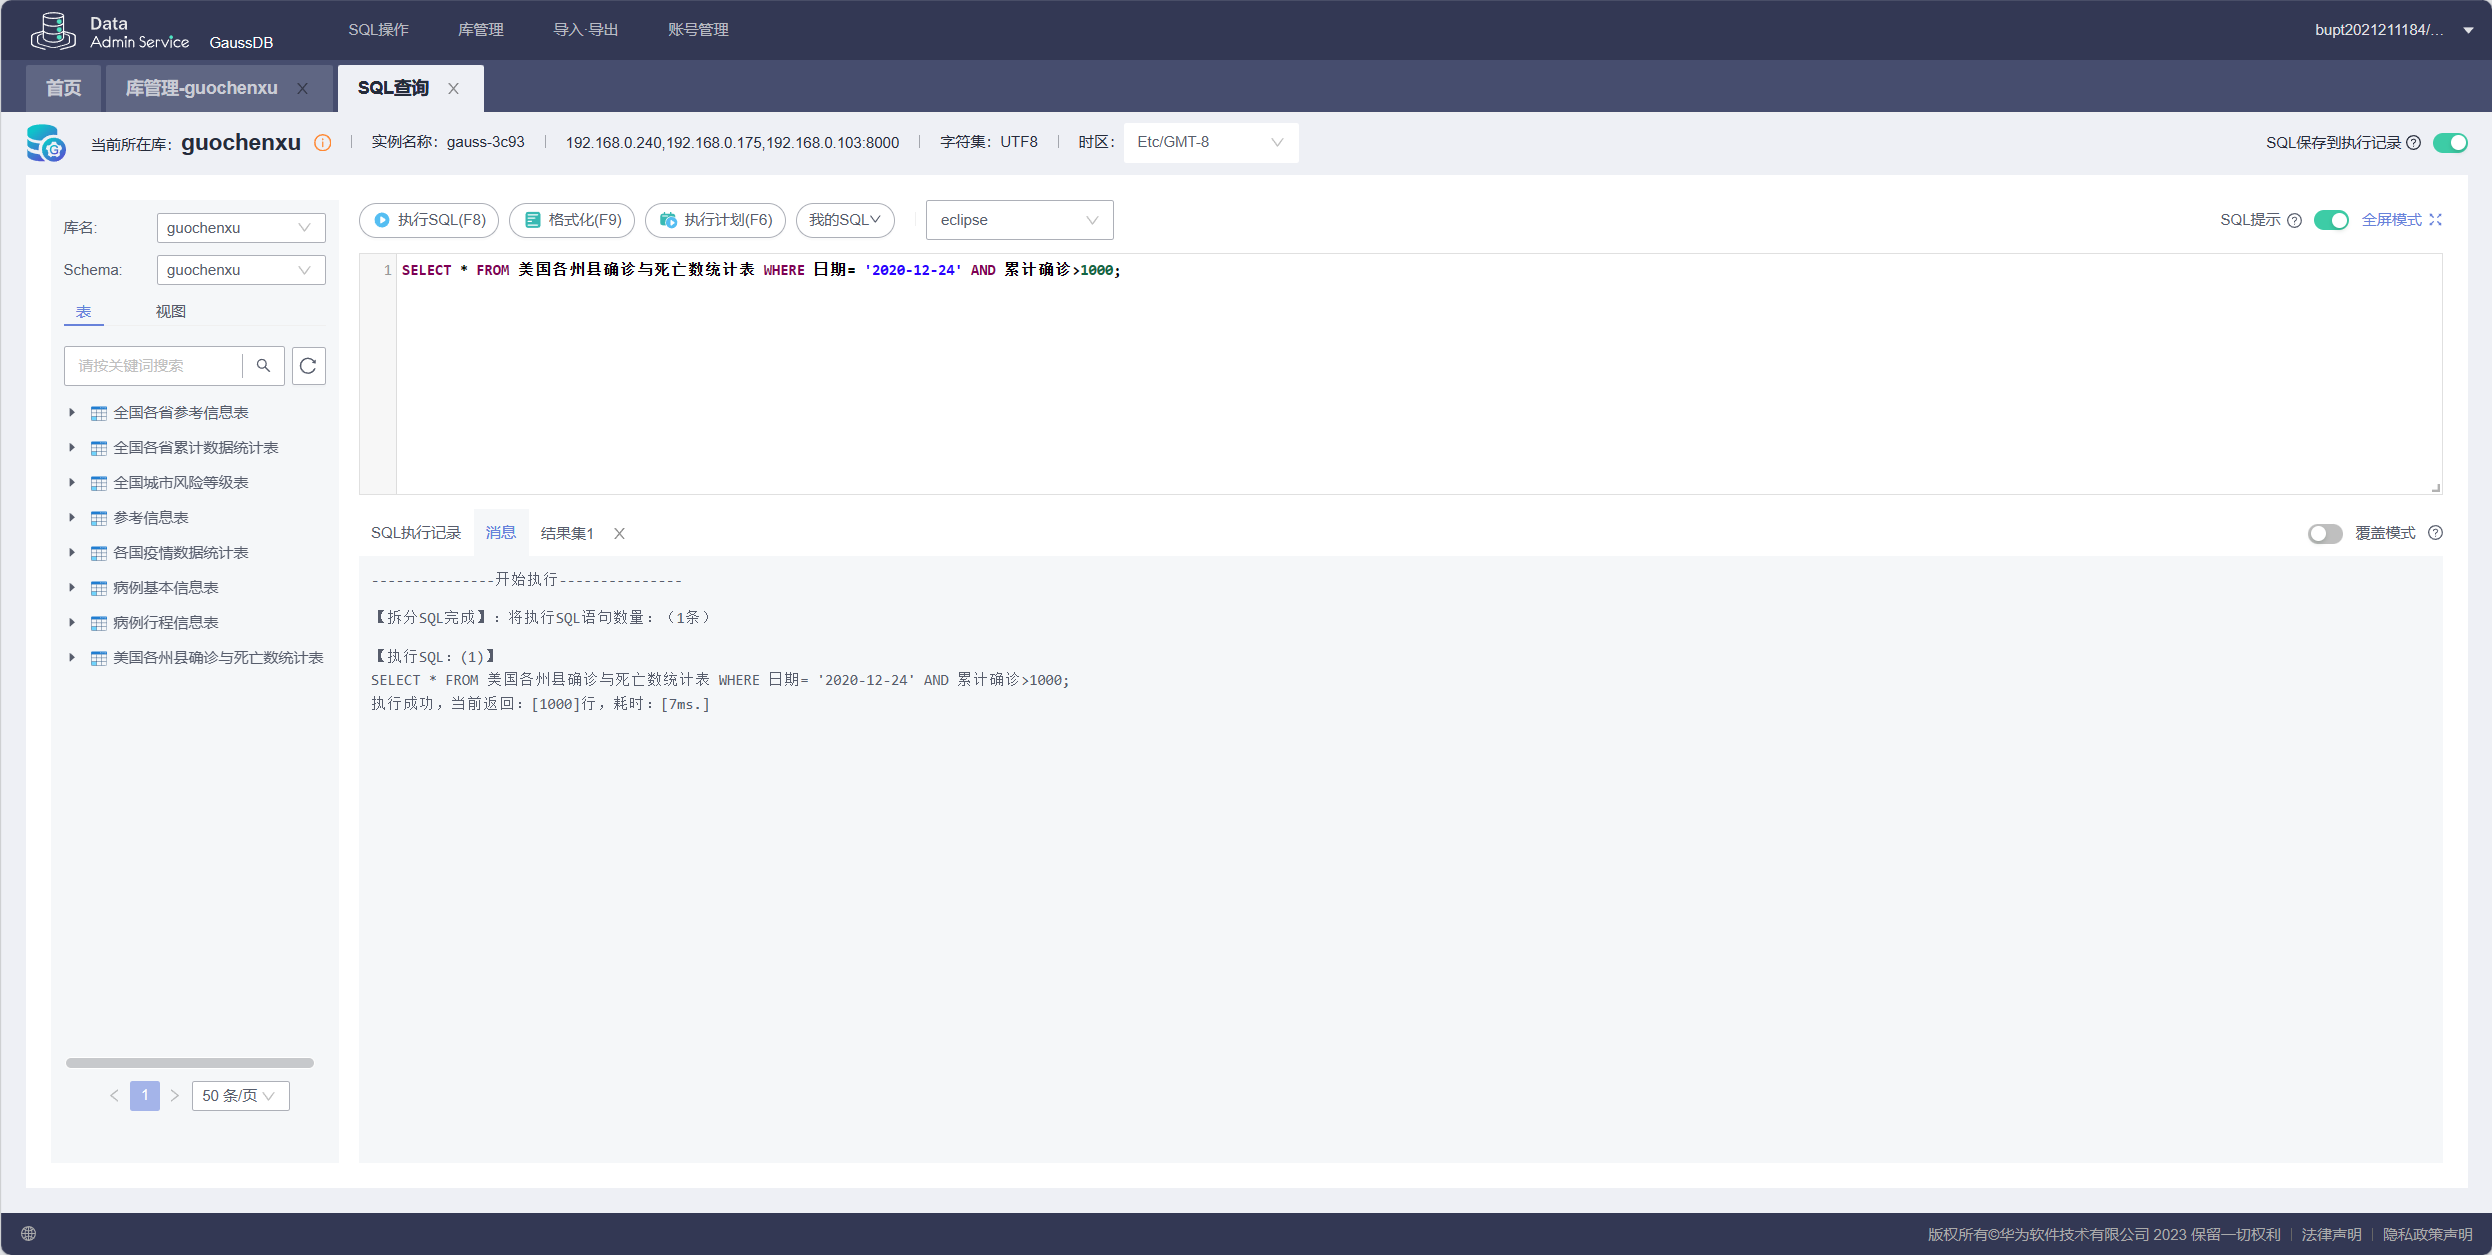 Data
Admin Service GaussDB SQL操作 库管理 导入·导出 账号管理 bupt2021211184/...
首页 库管理-guochenxu SQL查询
当前所在库: guochenxu 实例名称: gauss-3c93 192.168.0.240,192.168.0.175,192.168.0.103:8000 字符集: UTF8 时区: Etc/GMT-8 SQL保存到执行记录
库名: guochenxu
Schema: guochenxu
表 视图
请按关键词搜索
全国各省参考信息表
全国各省累计数据统计表
全国城市风险等级表
参考信息表
各国疫情数据统计表
病例基本信息表
病例行程信息表
美国各州县确诊与死亡数统计表
1 50 条/页
执行SQL(F8) 格式化(F9) 执行计划(F6) 我的SQL eclipse SQL提示 全屏模式
1 SELECT * FROM 美国各州县确诊与死亡数统计表 WHERE 日期= '2020-12-24' AND 累计确诊>1000;
SQL执行记录 消息 结果集1 覆盖模式
---------------开始执行---------------
【拆分SQL完成】: 将执行SQL语句数量: (1条)
【执行SQL: (1)】
SELECT * FROM 美国各州县确诊与死亡数统计表 WHERE 日期= '2020-12-24' AND 累计确诊>1000;
执行成功, 当前返回: [1000]行, 耗时: [7ms.]
版权所有©华为软件技术有限公司 2023 保留一切权利 法律声明 隐私政策声明